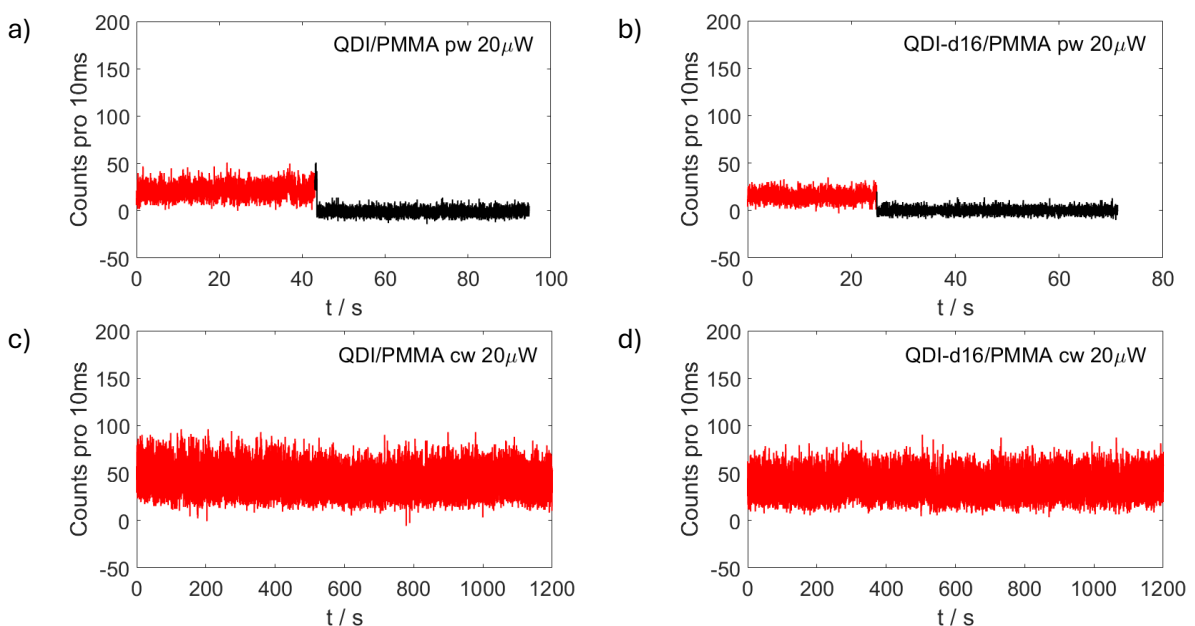 a)
200
150
100
50
0
-50
Counts pro 10ms
QDI/PMMA pw 20μW
0 20 40 60 80 100
t / s
b)
200
150
100
50
0
-50
Counts pro 10ms
QDI-d16/PMMA pw 20μW
0 20 40 60 80
t / s
c)
200
150
100
50
0
-50
Counts pro 10ms
QDI/PMMA cw 20μW
0 200 400 600 800 1000 1200
t / s
d)
200
150
100
50
0
-50
Counts pro 10ms
QDI-d16/PMMA cw 20μW
0 200 400 600 800 1000 1200
t / s